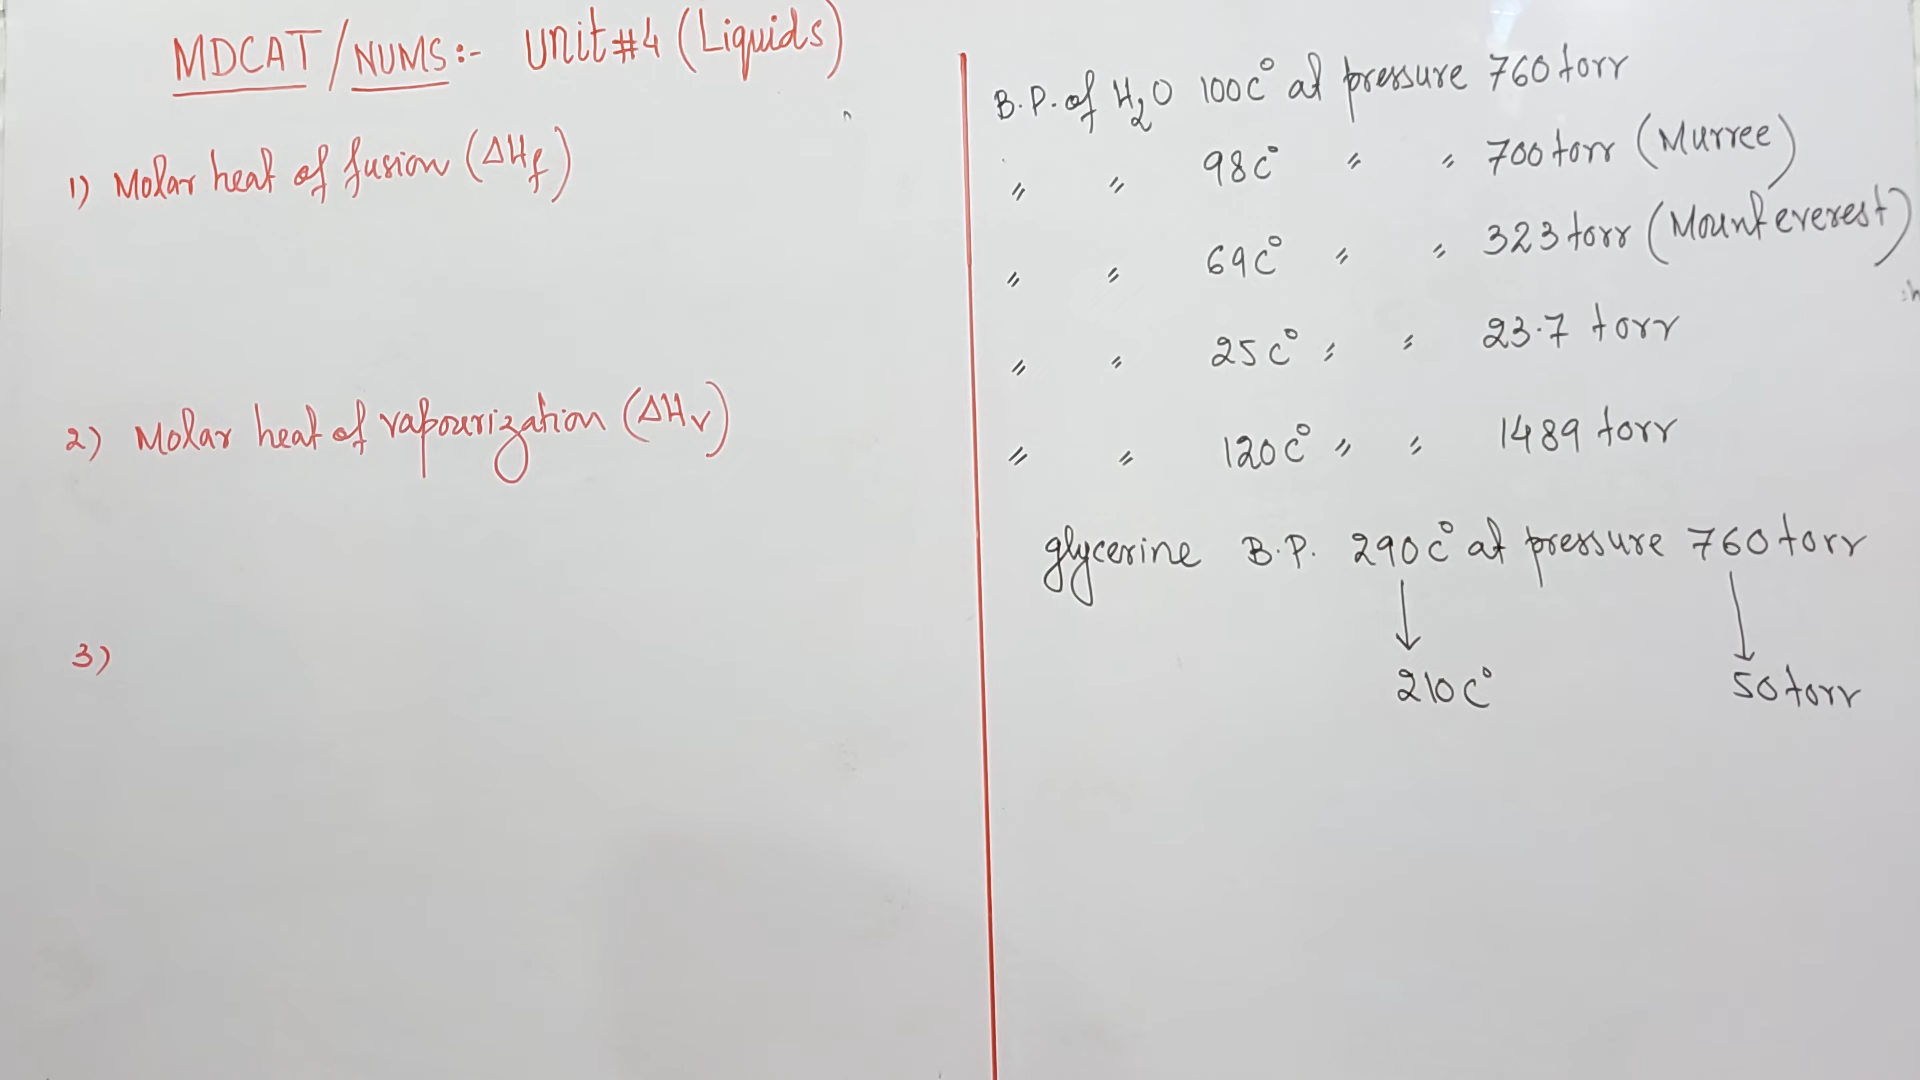 MDCAT/NUMS:- Unit#4 (Liquids)
1) Molar heat of fusion (ΔHf)
2) Molar heat of vapourization (ΔHv)
3)
B.P. of H₂O 100C° at pressure 760 torr
〃 〃 98C° 〃 〃 700 torr (Murree)
〃 〃 69C° 〃 〃 323 torr (Mount everest)
〃 〃 25C° 〃 〃 23.7 torr
〃 〃 120C° 〃 〃 1489 torr
glycerine B.P. 290C° at pressure 760 torr
↓ ↓
210C° 50 torr